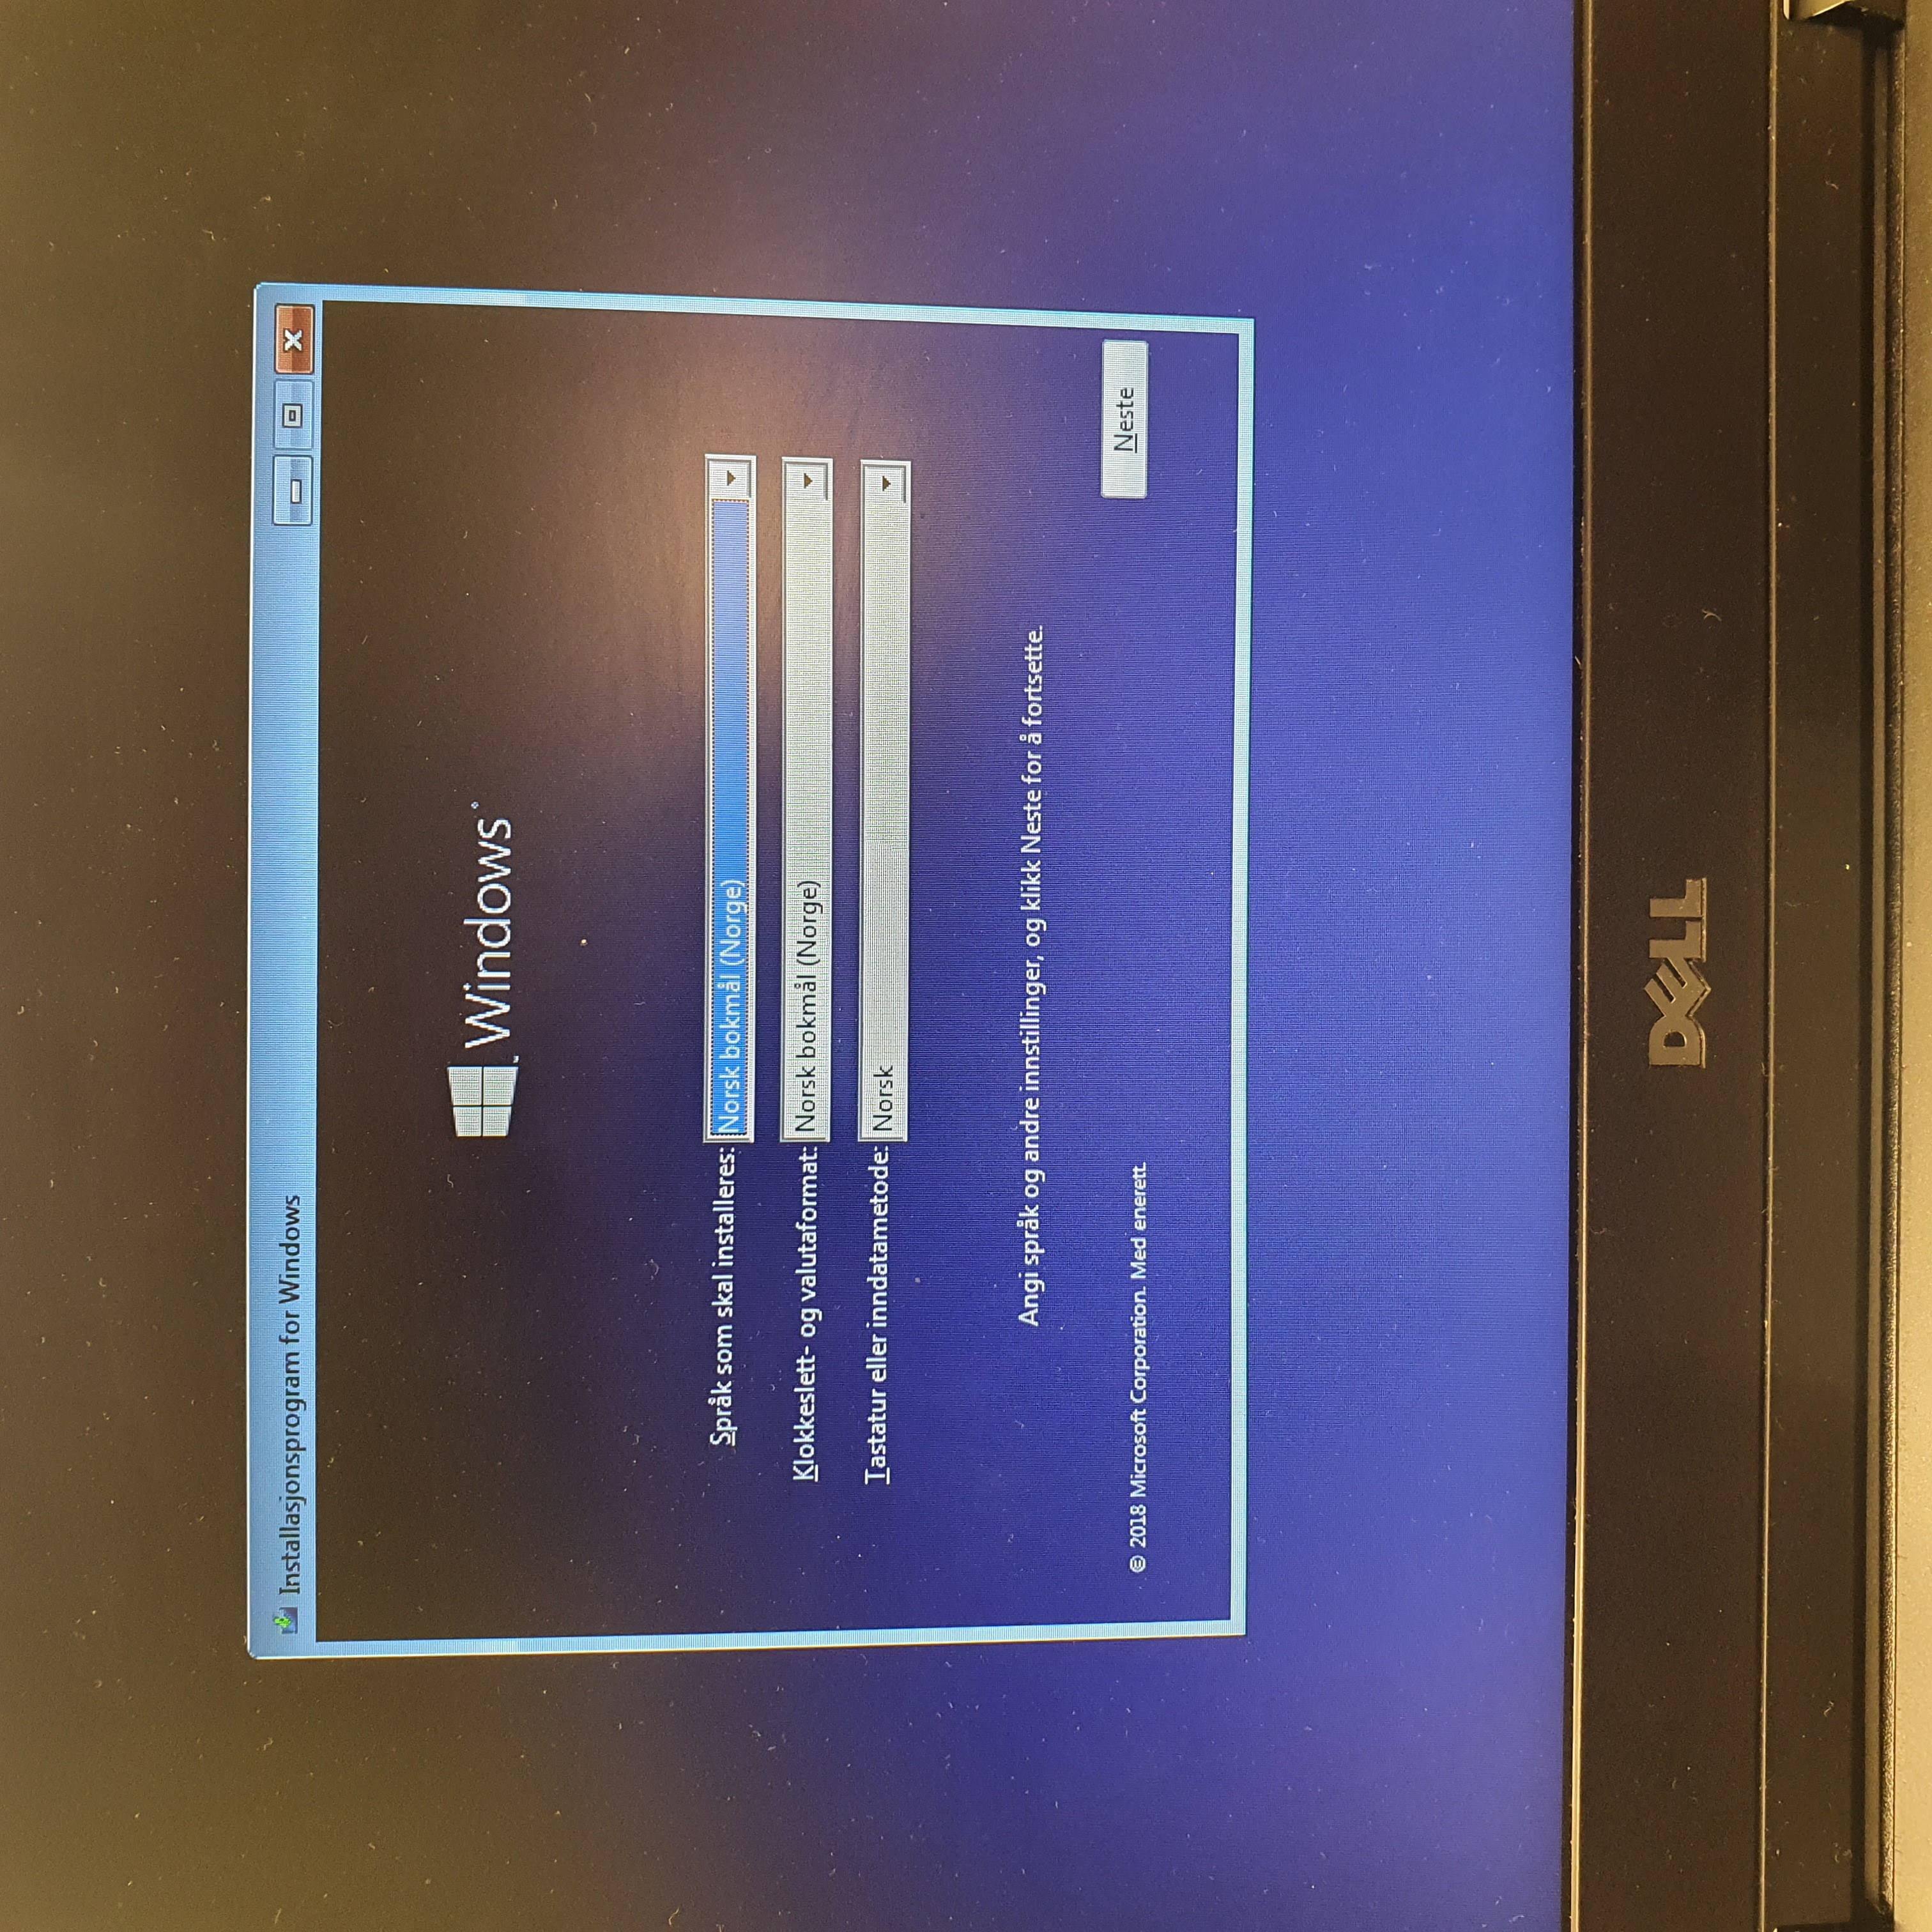 Installasjonsprogram for Windows
Windows
Språk som skal installeres: Norsk bokmål (Norge)
Klokkeslett- og valutaformat: Norsk bokmål (Norge)
Tastatur eller inndatametode: Norsk
Angi språk og andre innstillinger, og klikk Neste for å fortsette.
© 2018 Microsoft Corporation. Med enerett.
Neste
DELL